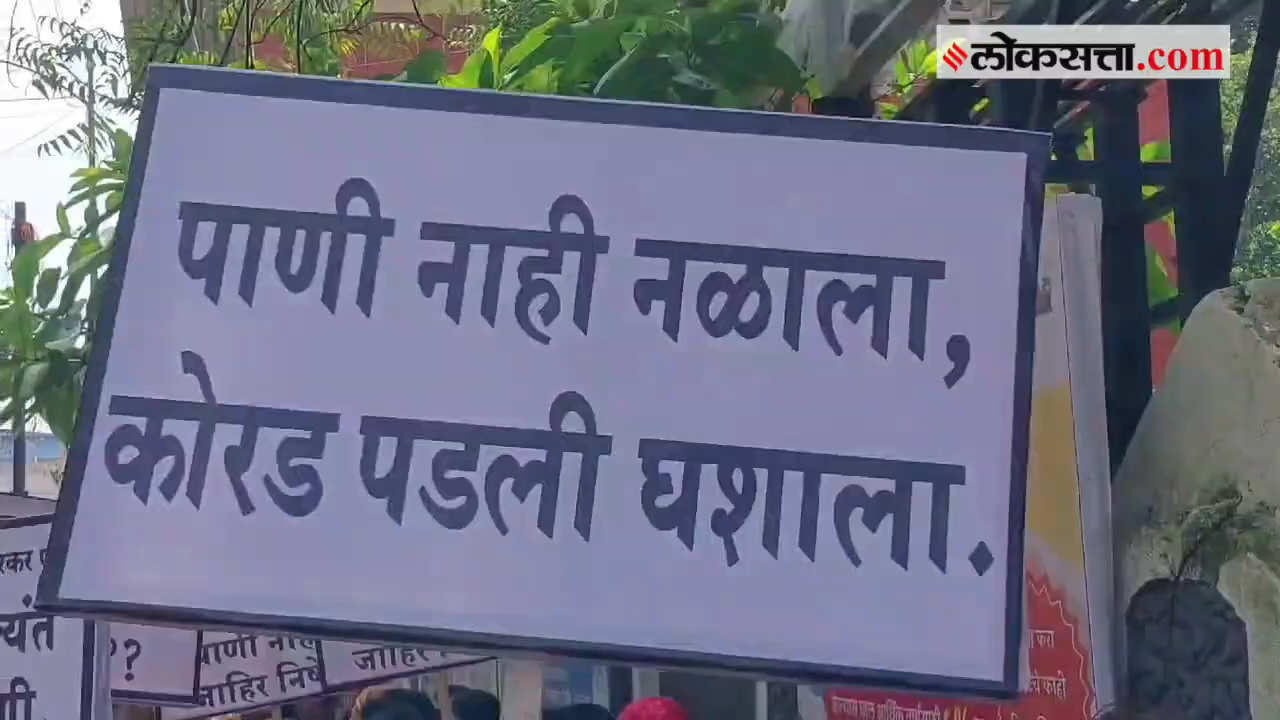 लोकसत्ता.com
पाणी नाही नळाला,
कोरड पडली घशाला.
??
जाहिर